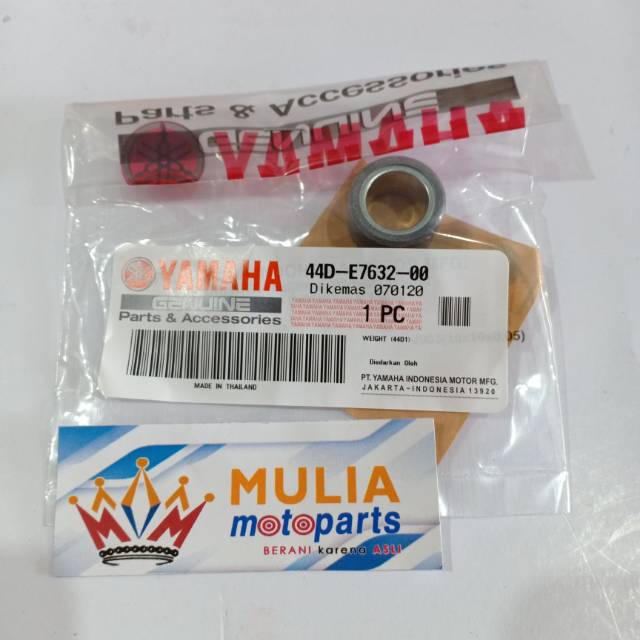 Parts & Accessories
GENUINE
YAMAHA
YAMAHA
GENUINE
Parts & Accessories
MADE IN THAILAND
44D-E7632-00
Dikemas 070120
1 PC
WEIGHT (44D1)
Diedarkan Oleh
PT. YAMAHA INDONESIA MOTOR MFG.
JAKARTA-INDONESIA 13920
MULIA
motoparts
BERANI karena ASLI